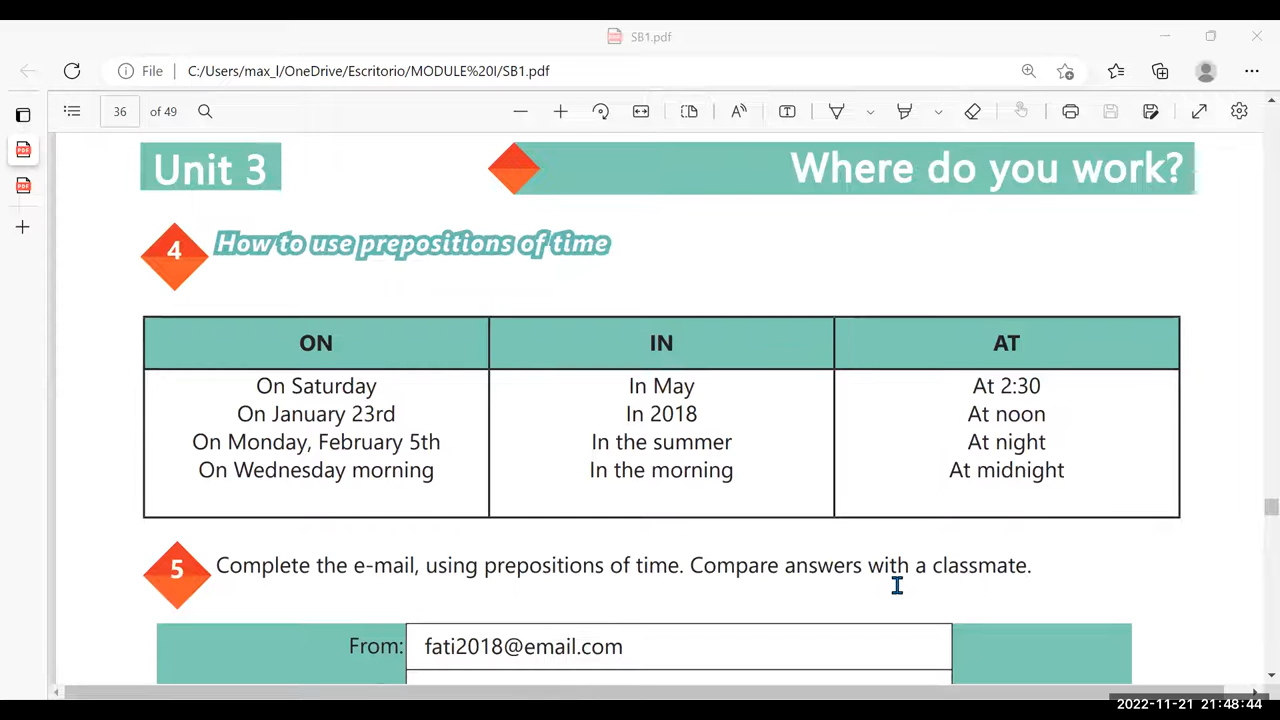 SB1.pdf
File C:/Users/max_l/OneDrive/Escritorio/MODULE%20I/SB1.pdf
36 of 49
Unit 3
Where do you work?
4 How to use prepositions of time
ON IN AT
On Saturday In May At 2:30
On January 23rd In 2018 At noon
On Monday, February 5th In the summer At night
On Wednesday morning In the morning At midnight
5 Complete the e-mail, using prepositions of time. Compare answers with a classmate.
From: fati2018@email.com
2022-11-21 21:48:44